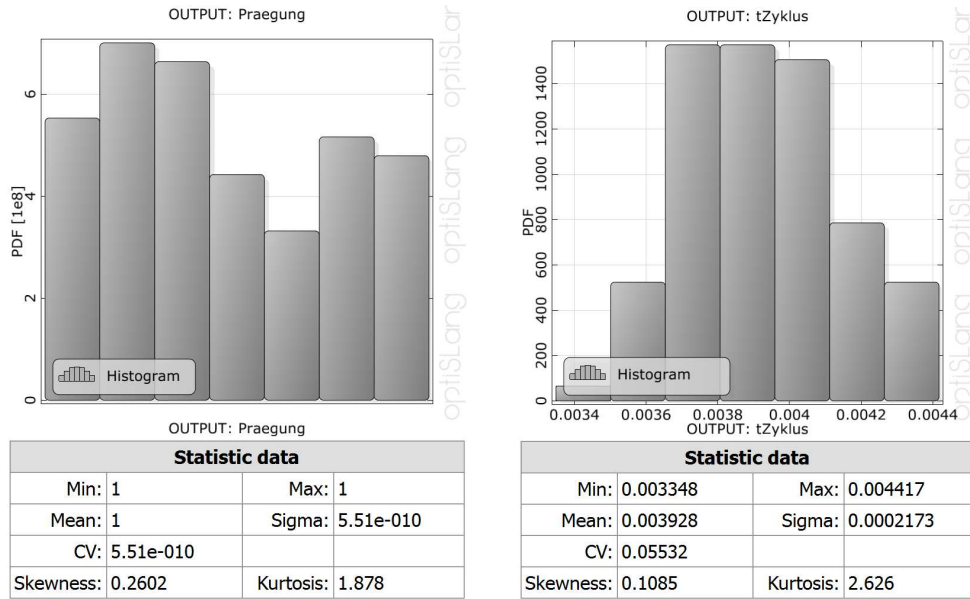 OUTPUT: Praegung
PDF [1e8]
6
4
2
0
Histogram
OUTPUT: Praegung
optiSLang optiSLang optiSLar
Statistic data
Min: 1 Max: 1
Mean: 1 Sigma: 5.51e-010
CV: 5.51e-010
Skewness: 0.2602 Kurtosis: 1.878
OUTPUT: tZyklus
PDF
1400
1200
1000
800
600
400
200
0
Histogram
0.0034 0.0036 0.0038 0.004 0.0042 0.0044
OUTPUT: tZyklus
optiSLang optiSLang optiSLar
Statistic data
Min: 0.003348 Max: 0.004417
Mean: 0.003928 Sigma: 0.0002173
CV: 0.05532
Skewness: 0.1085 Kurtosis: 2.626